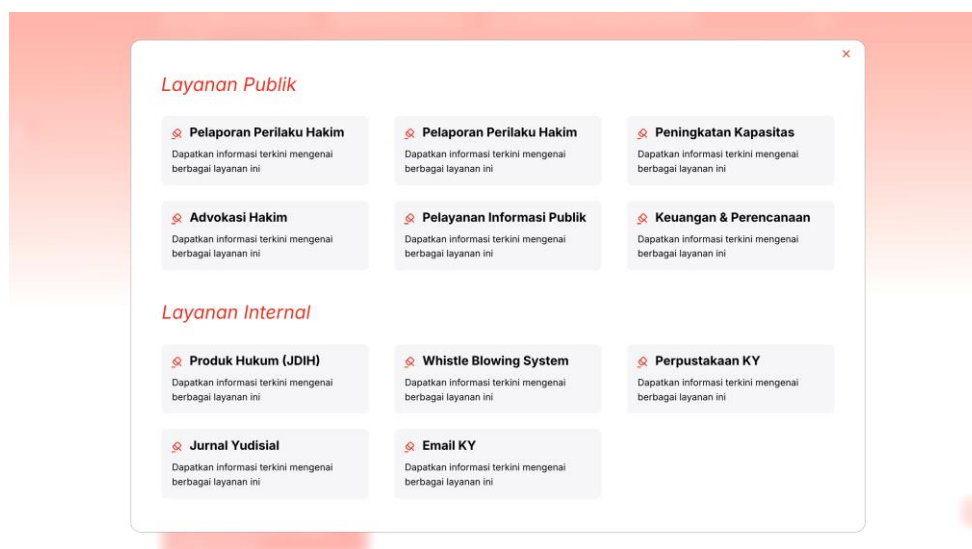 Layanan Publik
Pelaporan Perilaku Hakim
Dapatkan informasi terkini mengenai
berbagai layanan ini
Pelaporan Perilaku Hakim
Dapatkan informasi terkini mengenai
berbagai layanan ini
Peningkatan Kapasitas
Dapatkan informasi terkini mengenai
berbagai layanan ini
Advokasi Hakim
Dapatkan informasi terkini mengenai
berbagai layanan ini
Pelayanan Informasi Publik
Dapatkan informasi terkini mengenai
berbagai layanan ini
Keuangan & Perencanaan
Dapatkan informasi terkini mengenai
berbagai layanan ini
Layanan Internal
Produk Hukum (JDIH)
Dapatkan informasi terkini mengenai
berbagai layanan ini
Whistle Blowing System
Dapatkan informasi terkini mengenai
berbagai layanan ini
Perpustakaan KY
Dapatkan informasi terkini mengenai
berbagai layanan ini
Jurnal Yudisial
Dapatkan informasi terkini mengenai
berbagai layanan ini
Email KY
Dapatkan informasi terkini mengenai
berbagai layanan ini